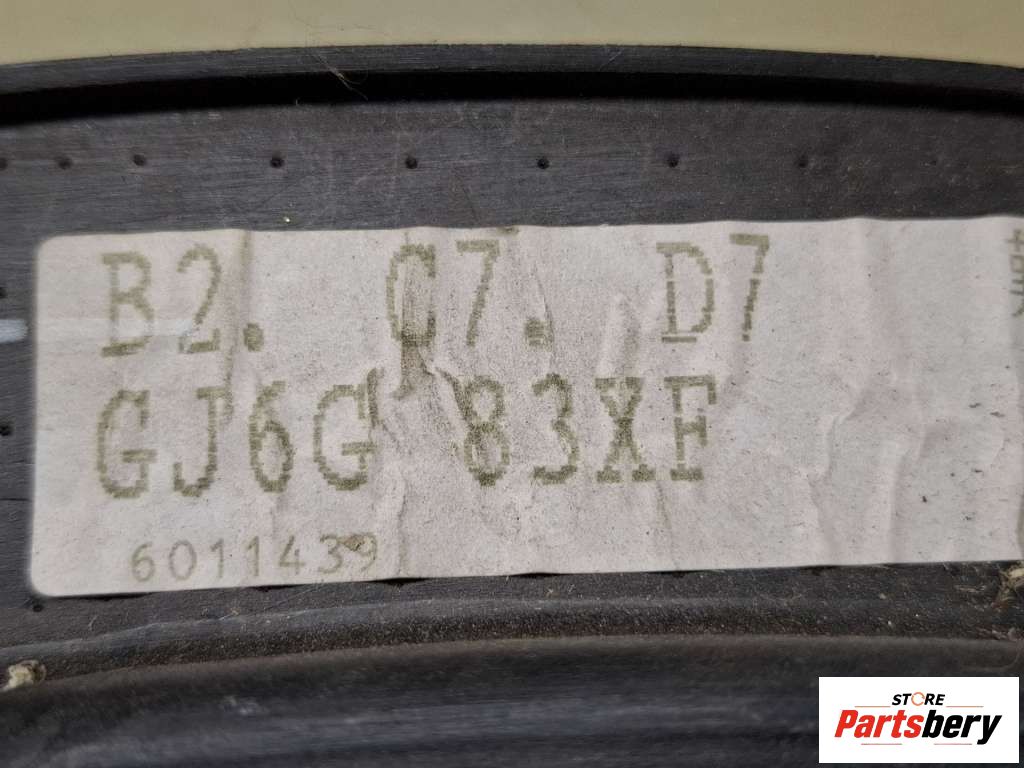 B2. C7. D7
GJ6G 83XF
6011439
STORE
Partsbery